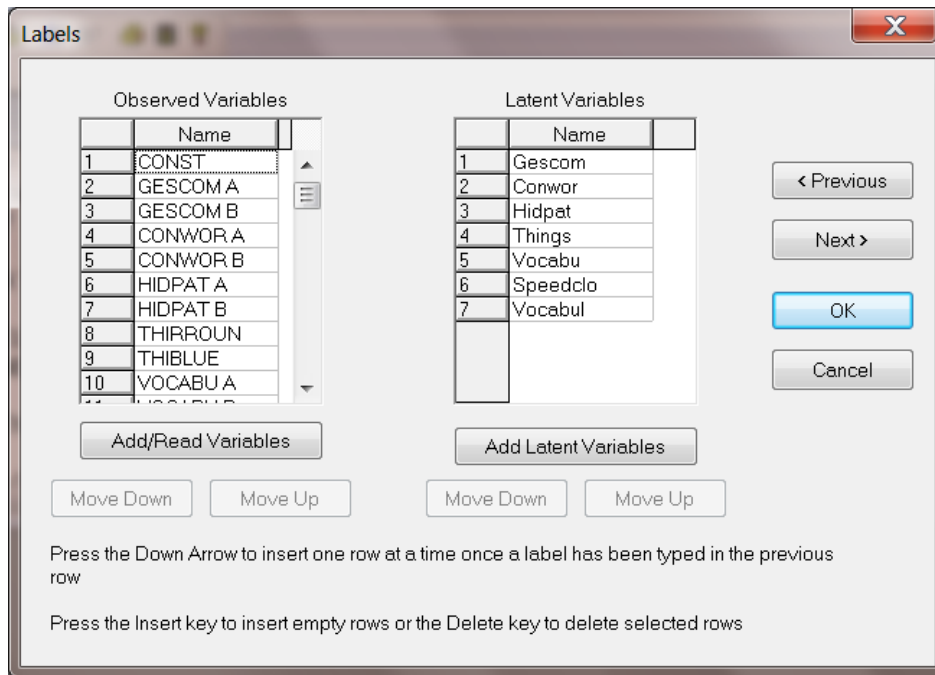 Labels
Observed Variables
Name
1 CONST
2 GESCOM A
3 GESCOM B
4 CONWOR A
5 CONWOR B
6 HIDPAT A
7 HIDPAT B
8 THIRROUN
9 THIBLUE
10 VOCABU A
Add/Read Variables
Move Down Move Up
Latent Variables
Name
1 Gescom
2 Conwor
3 Hidpat
4 Things
5 Vocabu
6 Speedclo
7 Vocabul
Add Latent Variables
Move Down Move Up
< Previous
Next >
OK
Cancel
Press the Down Arrow to insert one row at a time once a label has been typed in the previous
row
Press the Insert key to insert empty rows or the Delete key to delete selected rows